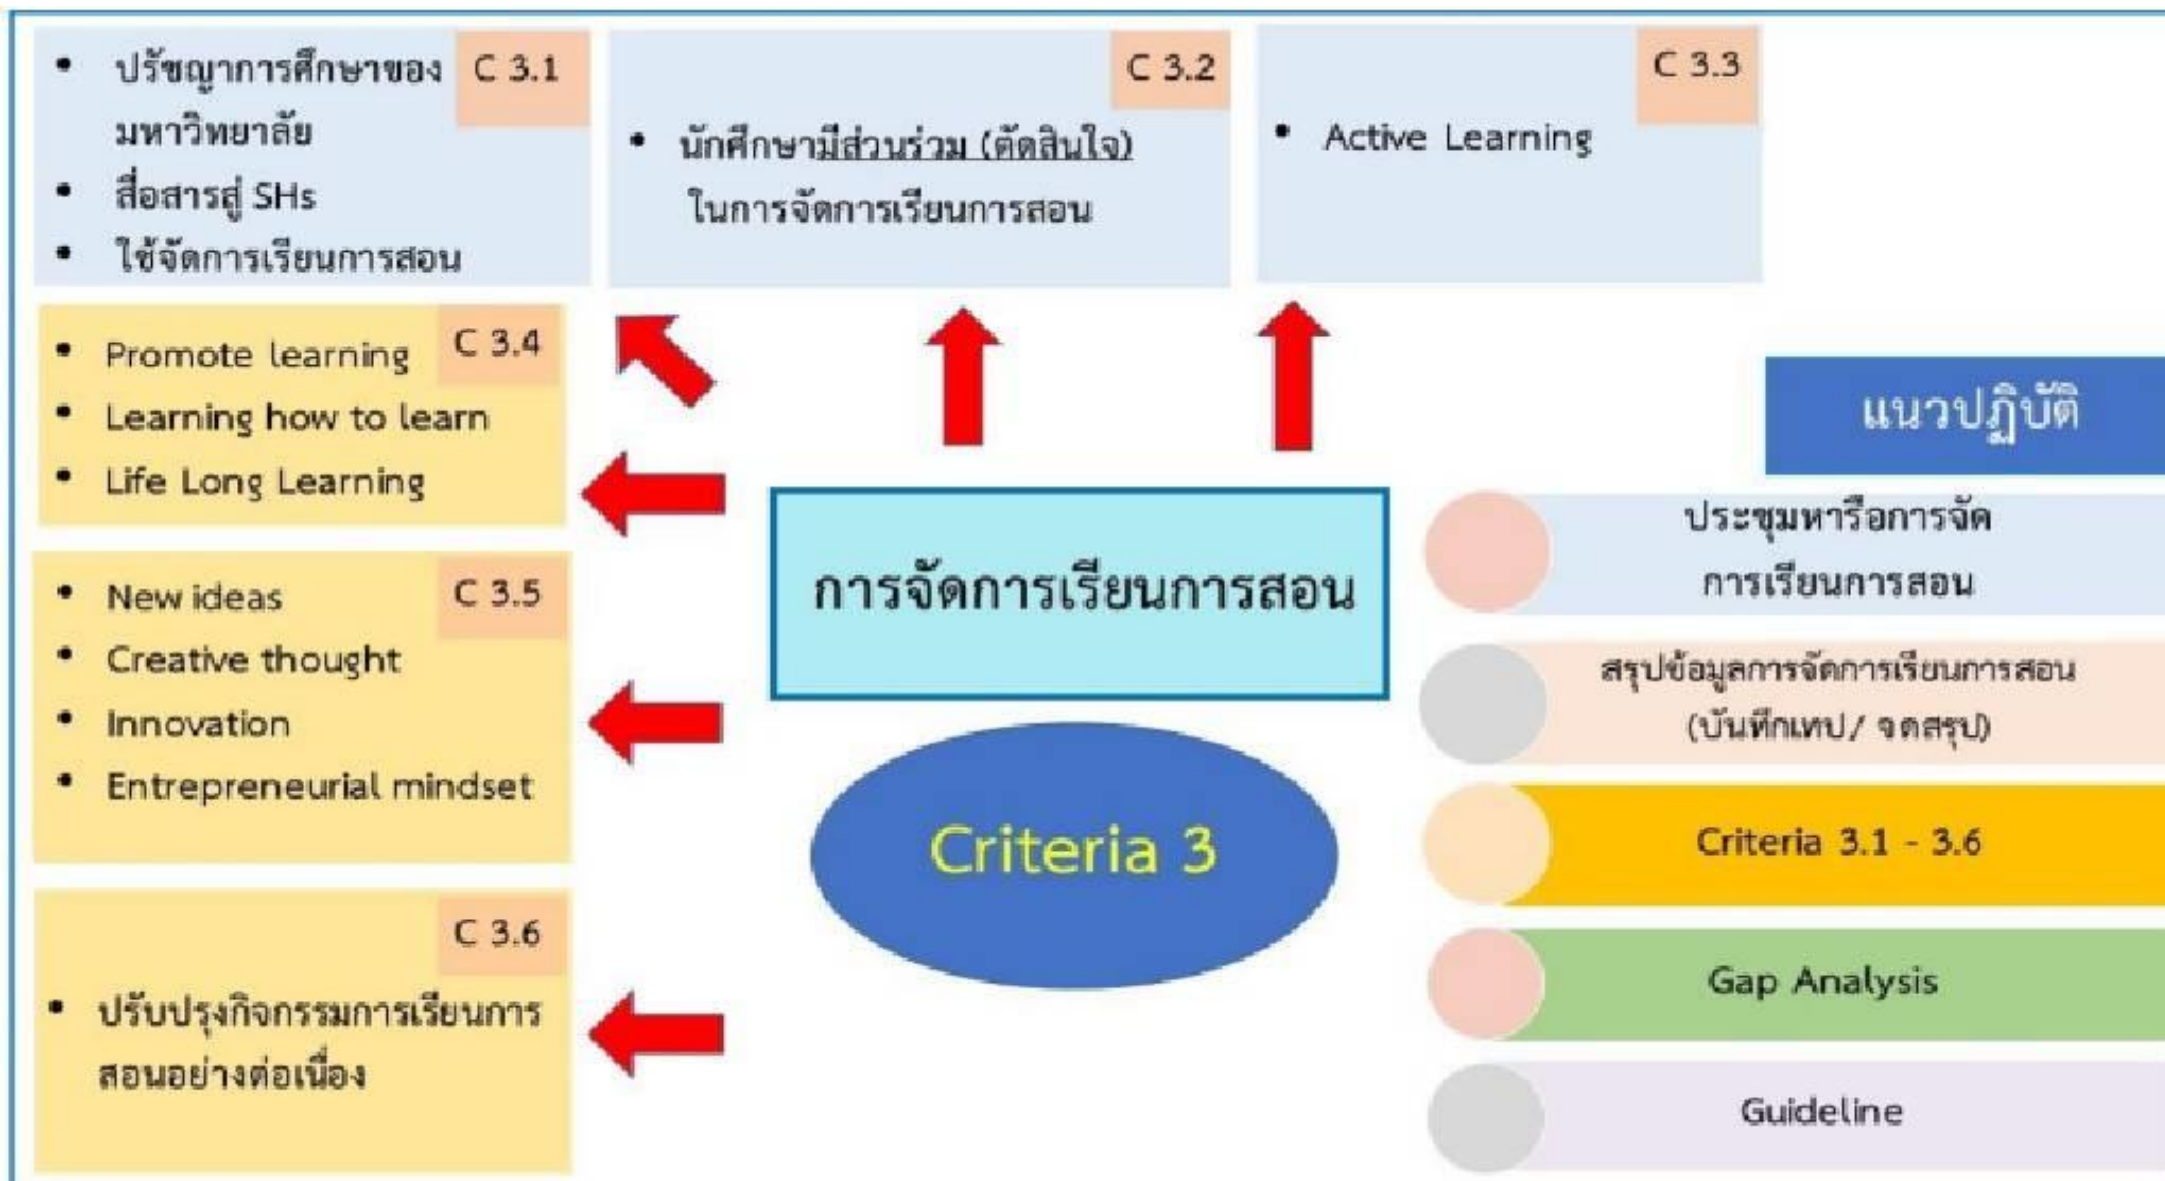 ปรัชญาการศึกษาของ
มหาวิทยาลัย
สื่อสารสู่ SHs
ใช้จัดการเรียนการสอน
C 3.1
นักศึกษามีส่วนร่วม (ตัดสินใจ)
ในการจัดการเรียนการสอน
C 3.2
Active Learning
C 3.3
Promote learning
Learning how to learn
Life Long Learning
C 3.4
New ideas
Creative thought
Innovation
Entrepreneurial mindset
C 3.5
C 3.6
ปรับปรุงกิจกรรมการเรียนการ
สอนอย่างต่อเนื่อง
การจัดการเรียนการสอน
Criteria 3
แนวปฏิบัติ
ประชุมหารือการจัด
การเรียนการสอน
สรุปข้อมูลการจัดการเรียนการสอน
(บันทึกเทป/ จดสรุป)
Criteria 3.1 - 3.6
Gap Analysis
Guideline